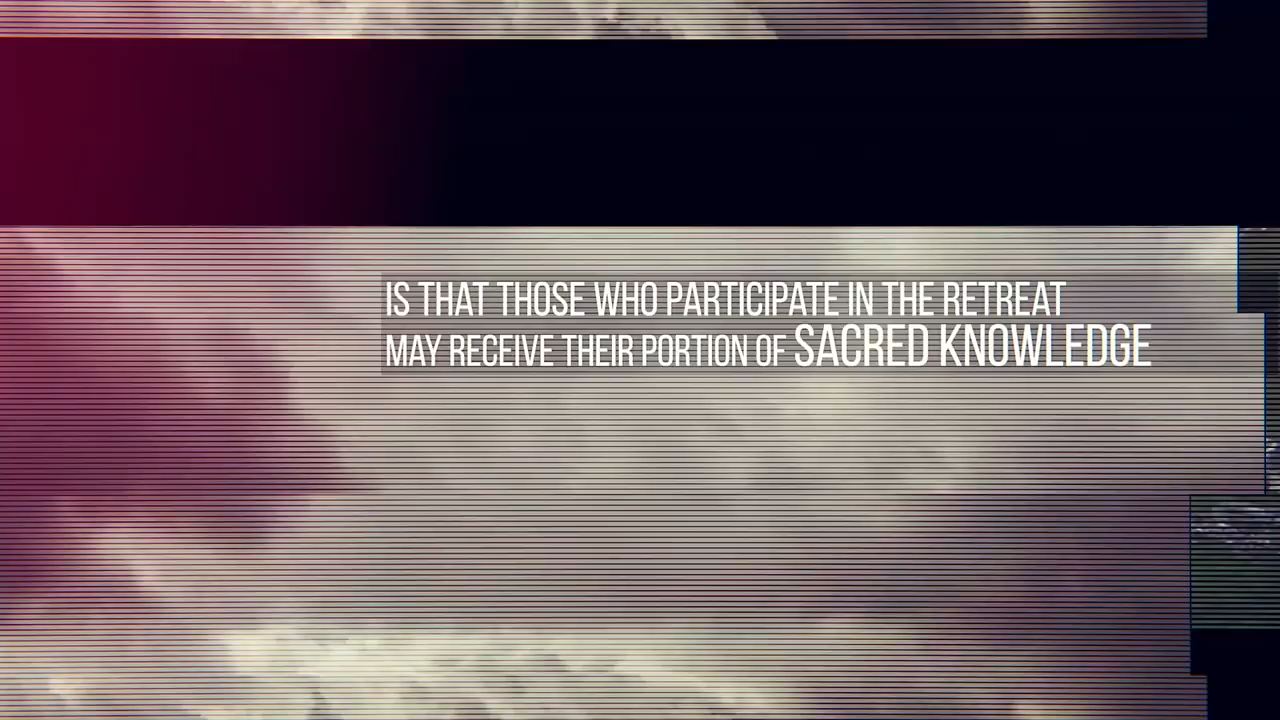 IS THAT THOSE WHO PARTICIPATE IN THE RETREAT
MAY RECEIVE THEIR PORTION OF SACRED KNOWLEDGE